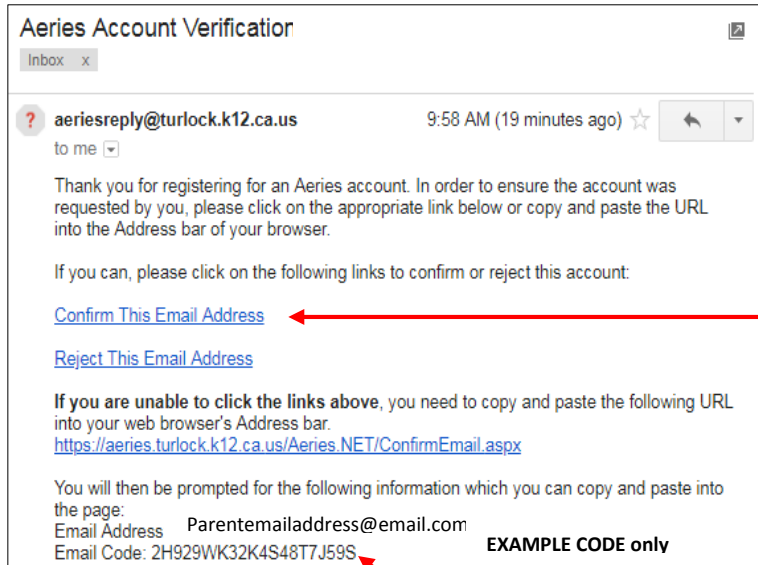 Aeries Account Verification
Inbox x
? aeriesreply@turlock.k12.ca.us 9:58 AM (19 minutes ago)
to me
Thank you for registering for an Aeries account. In order to ensure the account was
requested by you, please click on the appropriate link below or copy and paste the URL
into the Address bar of your browser.
If you can, please click on the following links to confirm or reject this account:
Confirm This Email Address
Reject This Email Address
If you are unable to click the links above, you need to copy and paste the following URL
into your web browser's Address bar.
https://aeries.turlock.k12.ca.us/Aeries.NET/ConfirmEmail.aspx
You will then be prompted for the following information which you can copy and paste into
the page:
Email Address Parentemailaddress@email.com
Email Code: 2H929WK32K4S48T7J59S EXAMPLE CODE only